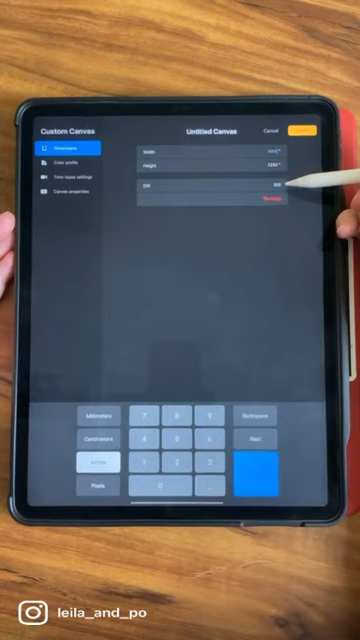 Custom Canvas
Untitled Canvas
Cancel
Dimensions
Color profile
Time-lapse settings
Canvas properties
Width
Height
DPI
Millimeters
7
8
9
Backspace
Centimeters
4
5
6
Next
1
2
3
Pixels
0
.
leila_and_po